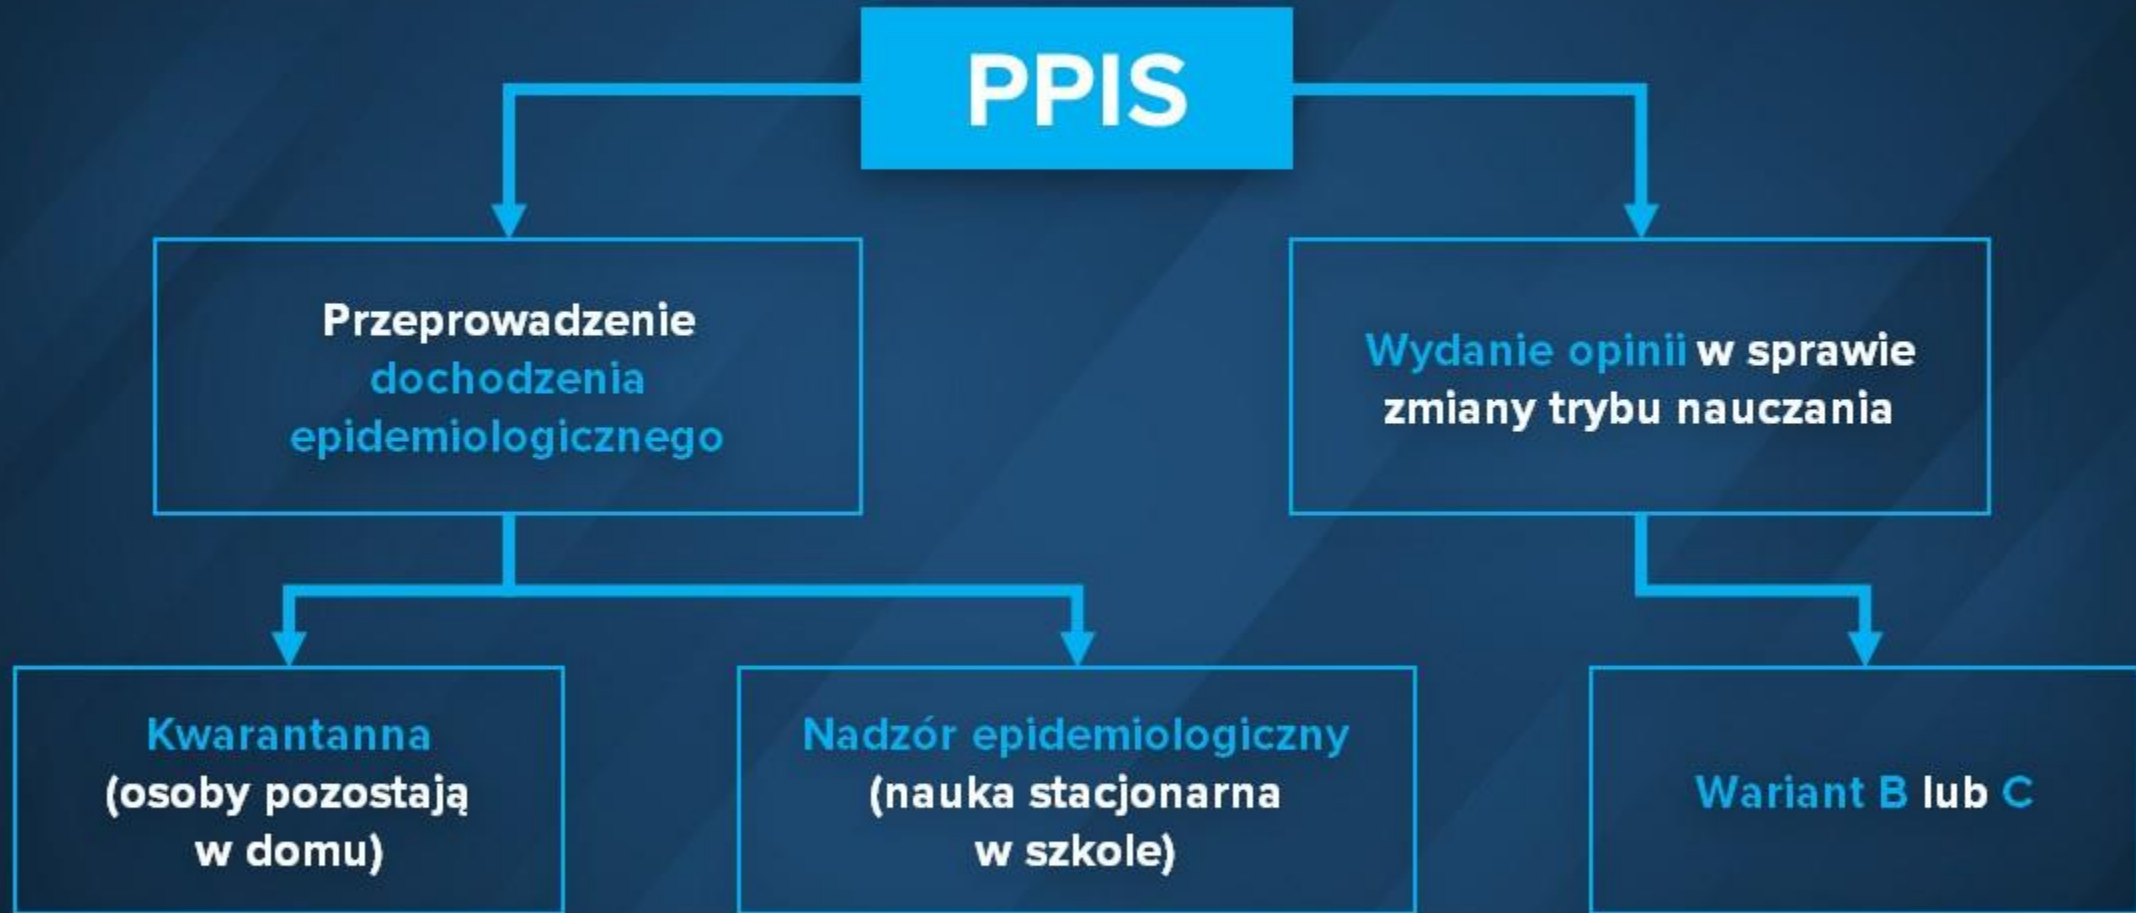 PPIS
Przeprowadzenie
dochodzenia
epidemiologicznego
Wydanie opinii w sprawie
zmiany trybu nauczania
Kwarantanna
(osoby pozostają
w domu)
Nadzór epidemiologiczny
(nauka stacjonarna
w szkole)
Wariant B lub C